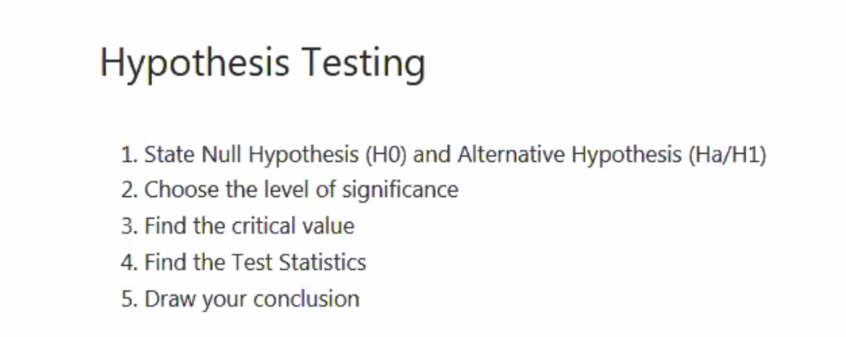 Hypothesis Testing
1. State Null Hypothesis (H0) and Alternative Hypothesis (Ha/H1)
2. Choose the level of significance
3. Find the critical value
4. Find the Test Statistics
5. Draw your conclusion